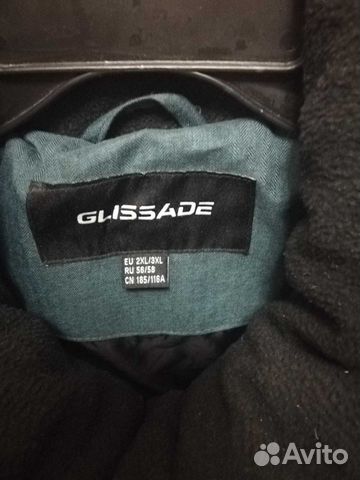 GLISSADE
EU 2XL/3XL
RU 56/58
CN 185/116A
Avito